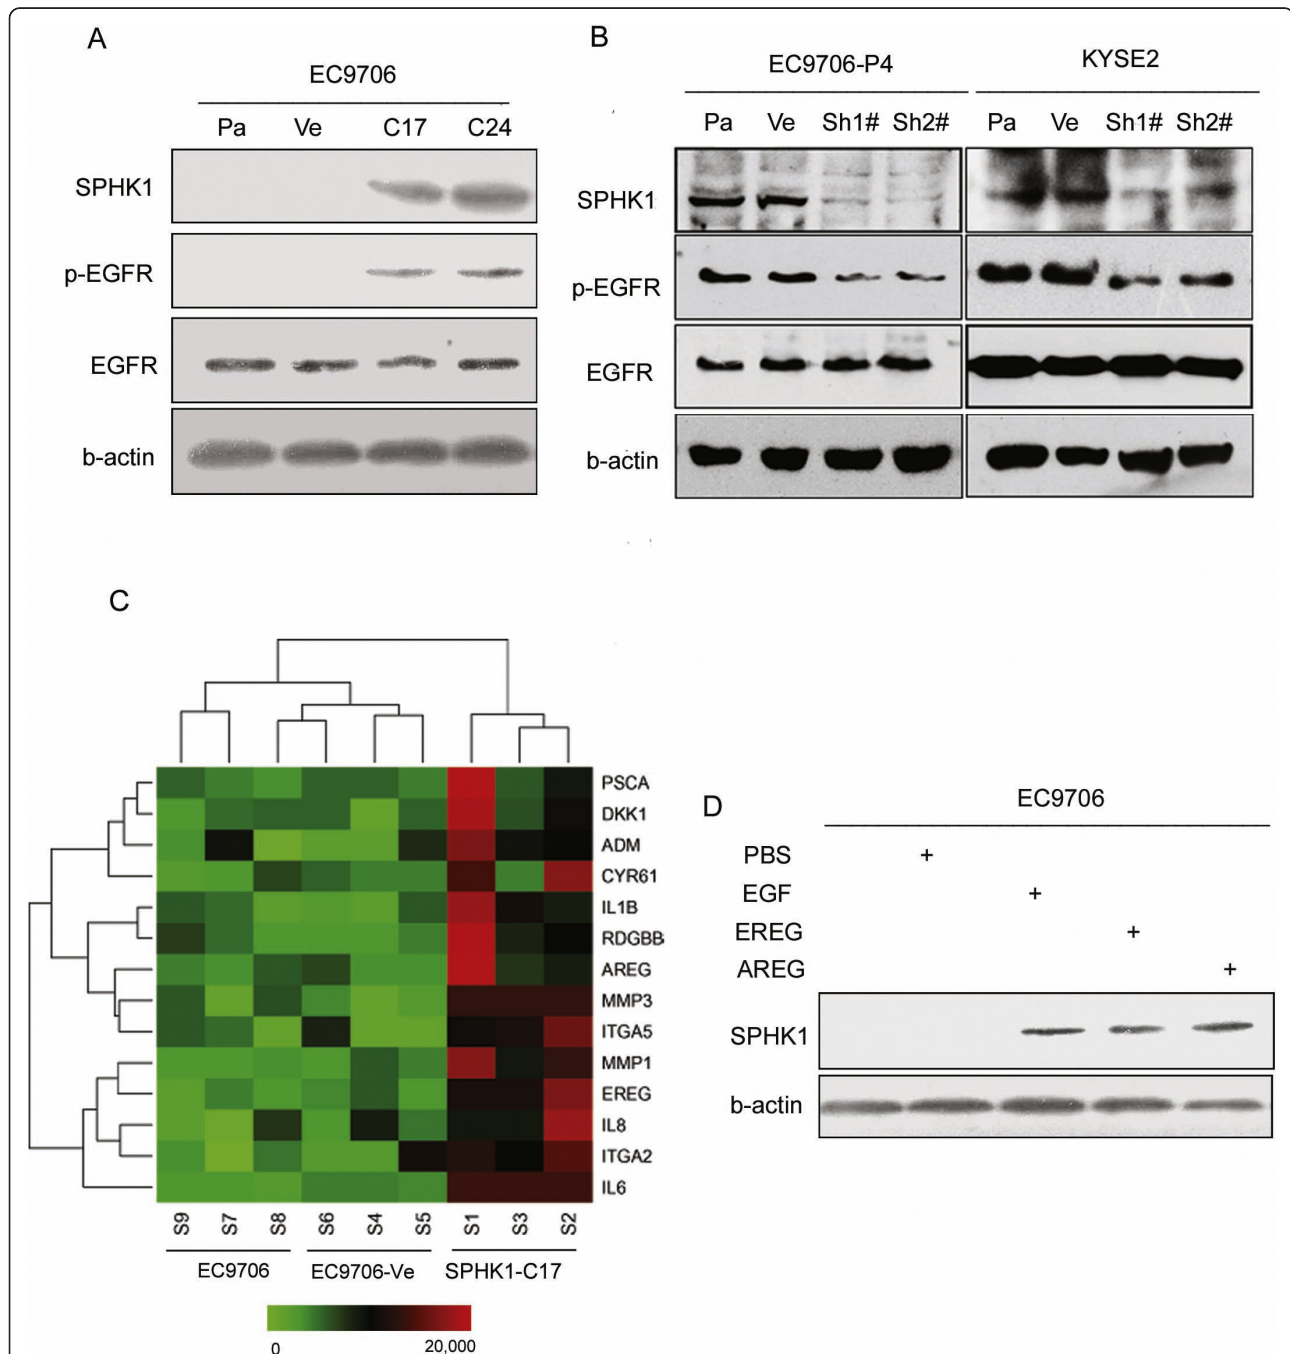 A
EC9706
Pa Ve C17 C24
SPHK1
p-EGFR
EGFR
b-actin
B
EC9706-P4 KYSE2
Pa Ve Sh1# Sh2# Pa Ve Sh1# Sh2#
SPHK1
p-EGFR
EGFR
b-actin
C
PSCA
DKK1
ADM
CYR61
IL1B
RDGBB
AREG
MMP3
ITGA5
MMP1
EREG
IL8
ITGA2
IL6
S9 S7 S8 S6 S4 S5 S1 S3 S2
EC9706 EC9706-Ve SPHK1-C17
0 20,000
D
EC9706
PBS +
EGF +
EREG +
AREG +
SPHK1
b-actin